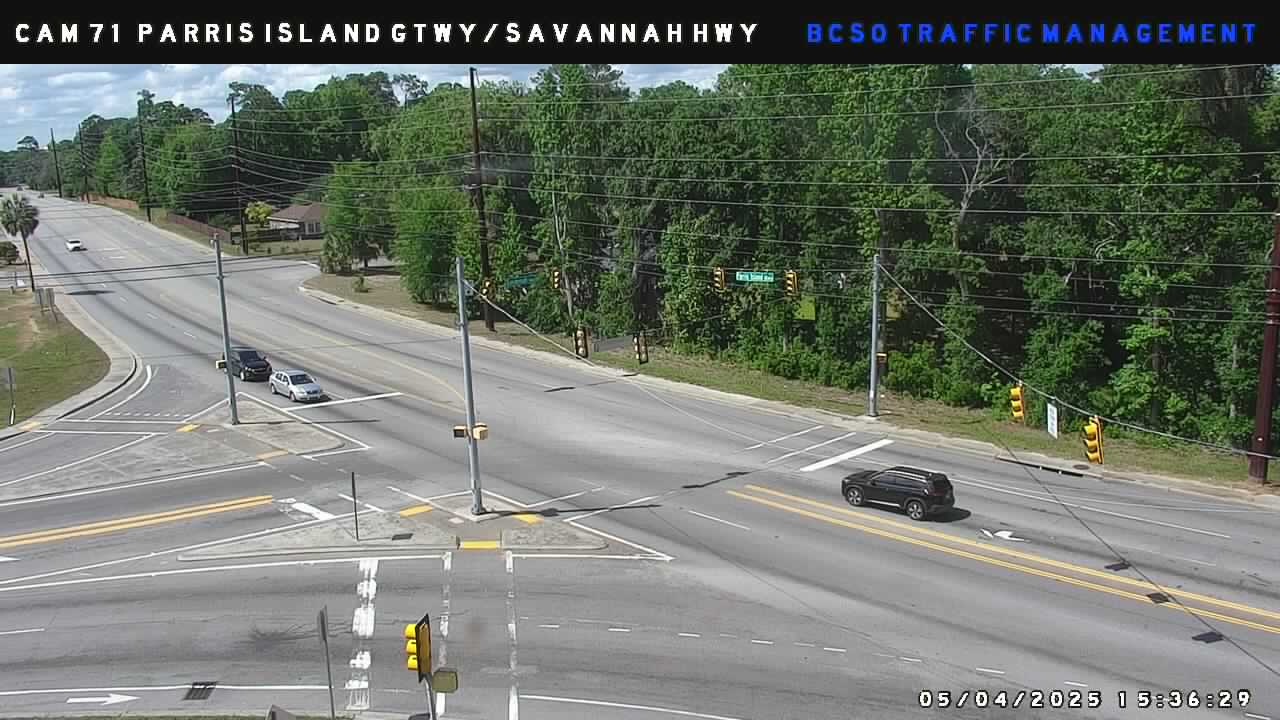 CAM 71 PARRIS ISLAND GTWY/SAVANNAH HWY
BCSO TRAFFIC MANAGEMENT
05/04/2025 15:36:29